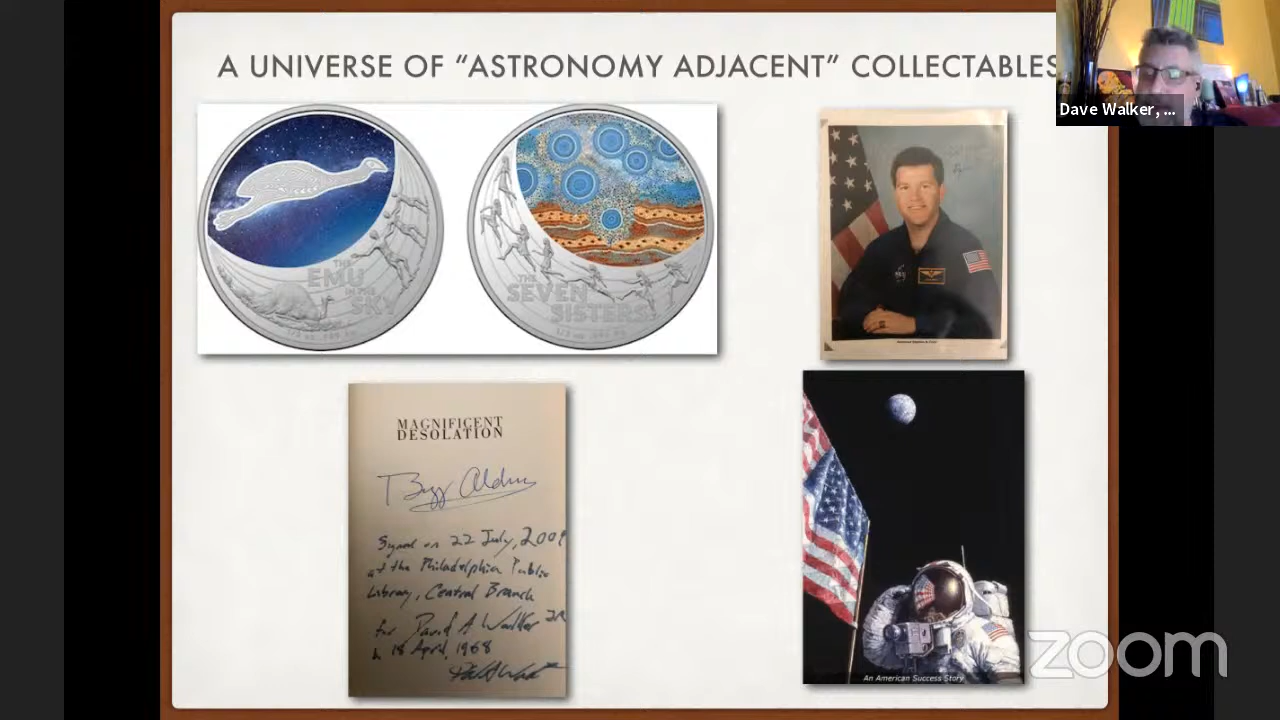 A UNIVERSE OF "ASTRONOMY ADJACENT" COLLECTABLES
Dave Walker, ...
THE
EMU
IN THE
SKY
THE
SEVEN
SISTERS
MAGNIFICENT
DESOLATION
Buzz Aldrin
Signed on 22 July, 2009
at the Philadelphia Public
Library, Central Branch
for David A Walker JR
b 18 April, 1968
An American Success Story
zoom